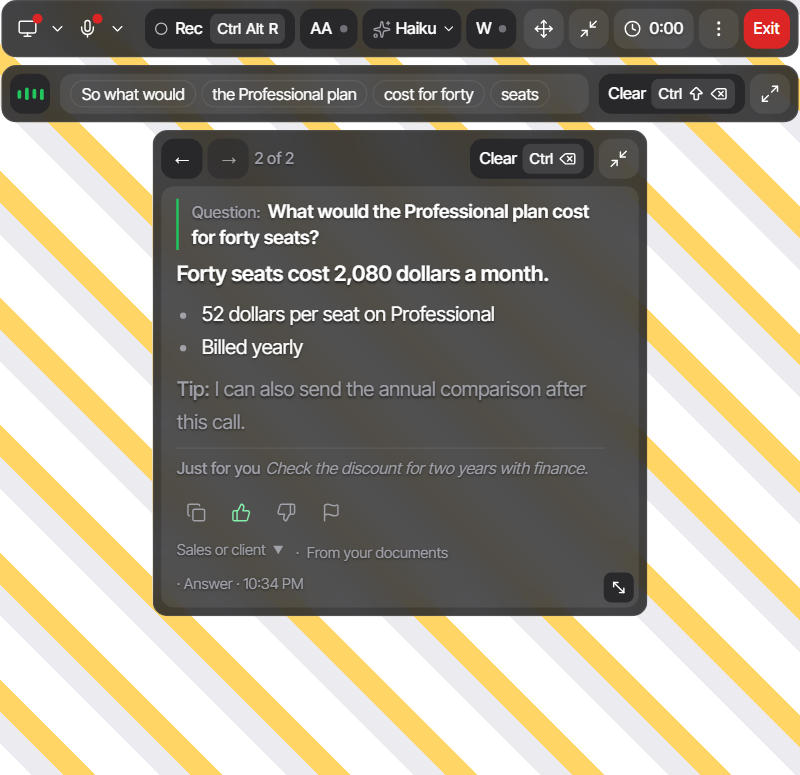 Rec Ctrl Alt R AA Haiku W 0:00 Exit
So what would the Professional plan cost for forty seats Clear Ctrl
2 of 2 Clear Ctrl
Question: What would the Professional plan cost
for forty seats?
Forty seats cost 2,080 dollars a month.
52 dollars per seat on Professional
Billed yearly
Tip: I can also send the annual comparison after
this call.
Just for you Check the discount for two years with finance.
Sales or client ▼ · From your documents
· Answer · 10:34 PM